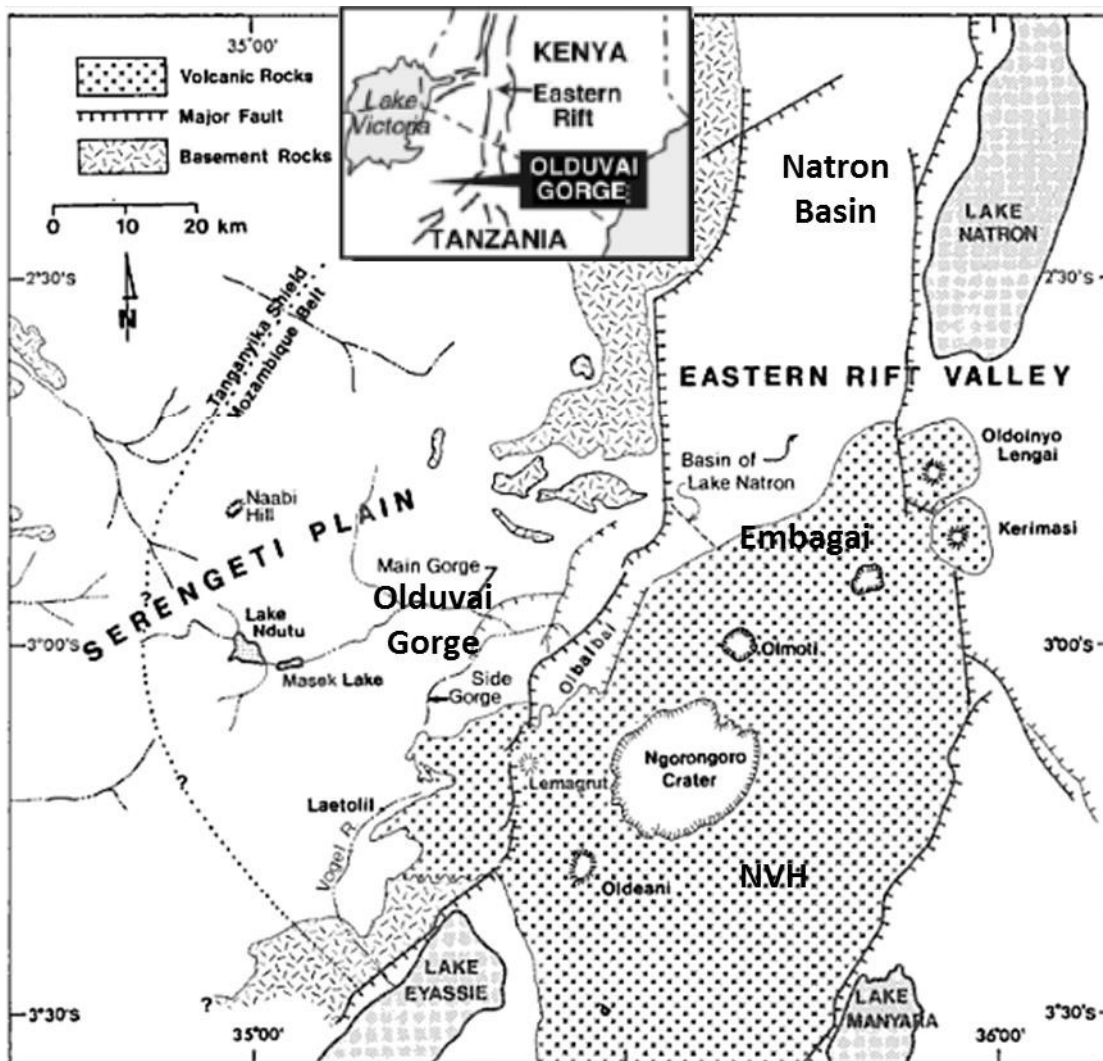 35°00'
Volcanic Rocks
Major Fault
Basement Rocks
0 10 20 km
N
KENYA
Lake
Victoria
Eastern
Rift
OLDUVAI
GORGE
TANZANIA
Natron
Basin
LAKE
NATRON
2°30'S
2°30'S
Tanganyika Shield
Mozambique Belt
EASTERN RIFT VALLEY
Oldoinyo
Lengai
Basin of
Lake Natron
Naabi
Hill
SERENGETI PLAIN
Embagai
Kerimasi
Main Gorge
Olduvai
Gorge
?
Lake
Ndutu
3°00'S
Masek Lake
Side
Gorge
Olbalbal
Olmoti
3°00'S
Ngorongoro
Crater
?
Lemagrut
Laetolil
Vogel R.
Oldeani
NVH
LAKE
EYASSIE
?
LAKE
MANYARA
3°30'S
35°00'
36°00'
3°30'S